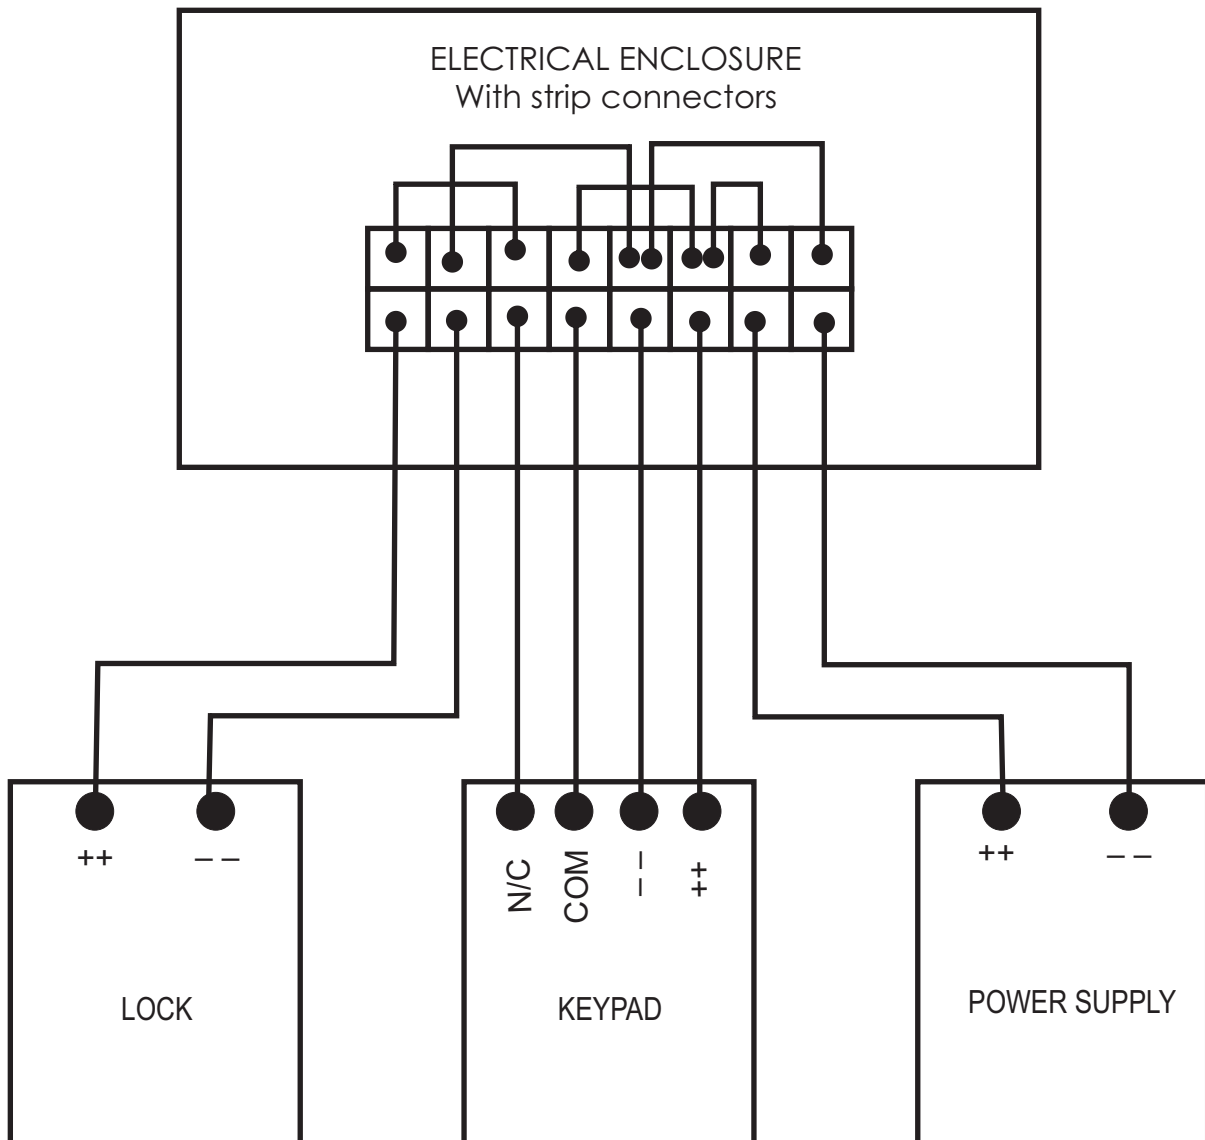 ELECTRICAL ENCLOSURE
With strip connectors
++
– –
N/C
COM
– –
++
++
– –
LOCK
KEYPAD
POWER SUPPLY